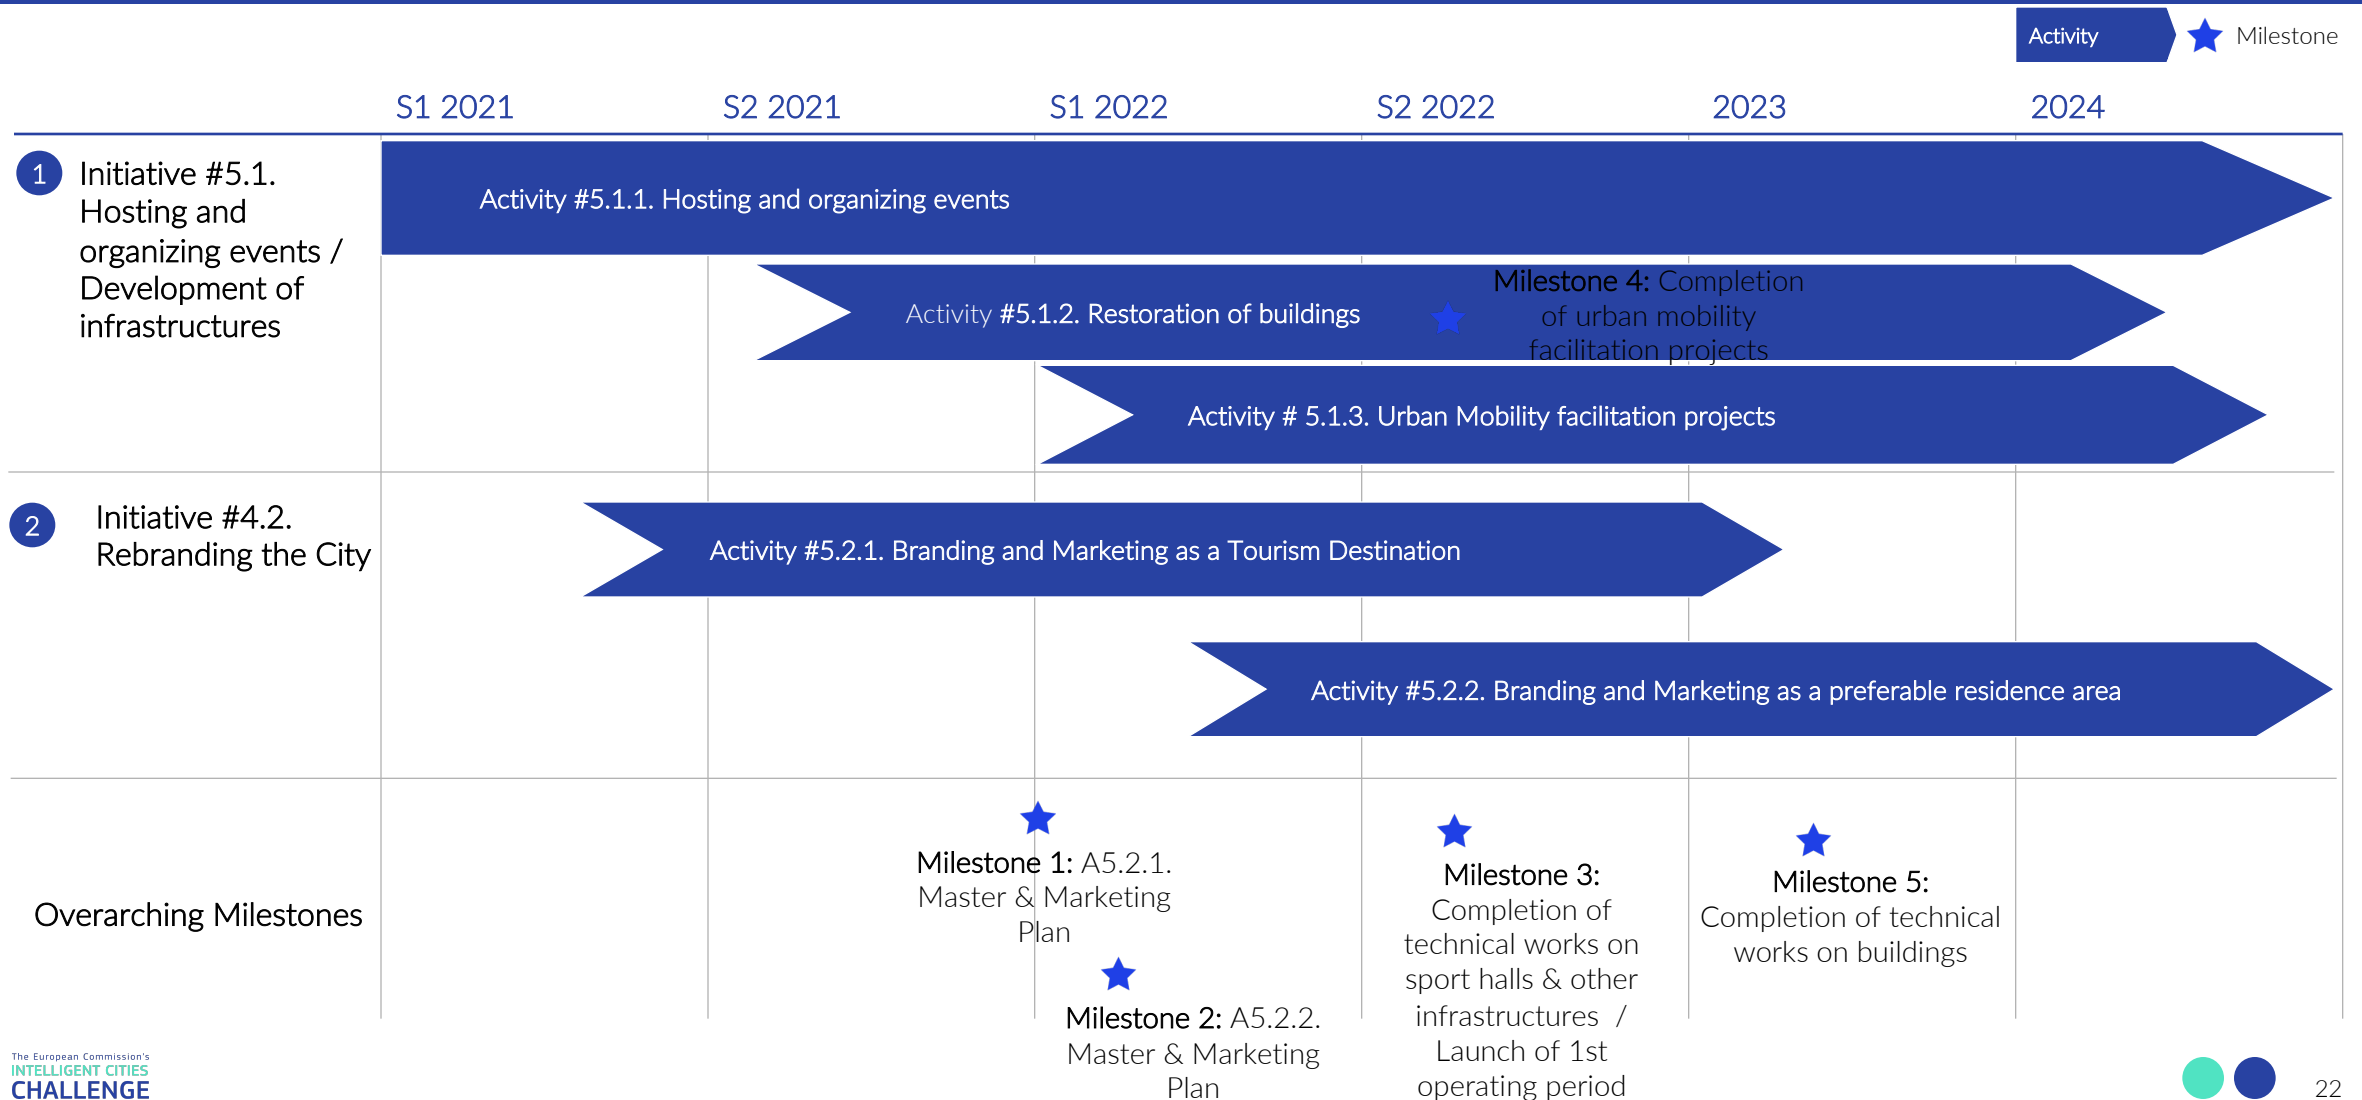 Activity
Milestone
S1 2021
S2 2021
S1 2022
S2 2022
2023
2024
1
Initiative #5.1.
Hosting and
organizing events /
Development of
infrastructures
Activity #5.1.1. Hosting and organizing events
Activity #5.1.2. Restoration of buildings
Milestone 4: Completion
of urban mobility
facilitation projects
Activity # 5.1.3. Urban Mobility facilitation projects
2
Initiative #4.2.
Rebranding the City
Activity #5.2.1. Branding and Marketing as a Tourism Destination
Activity #5.2.2. Branding and Marketing as a preferable residence area
Overarching Milestones
Milestone 1: A5.2.1.
Master & Marketing
Plan
Milestone 2: A5.2.2.
Master & Marketing
Plan
Milestone 3:
Completion of
technical works on
sport halls & other
infrastructures /
Launch of 1st
operating period
Milestone 5:
Completion of technical
works on buildings
The European Commission's
INTELLIGENT CITIES
CHALLENGE
22